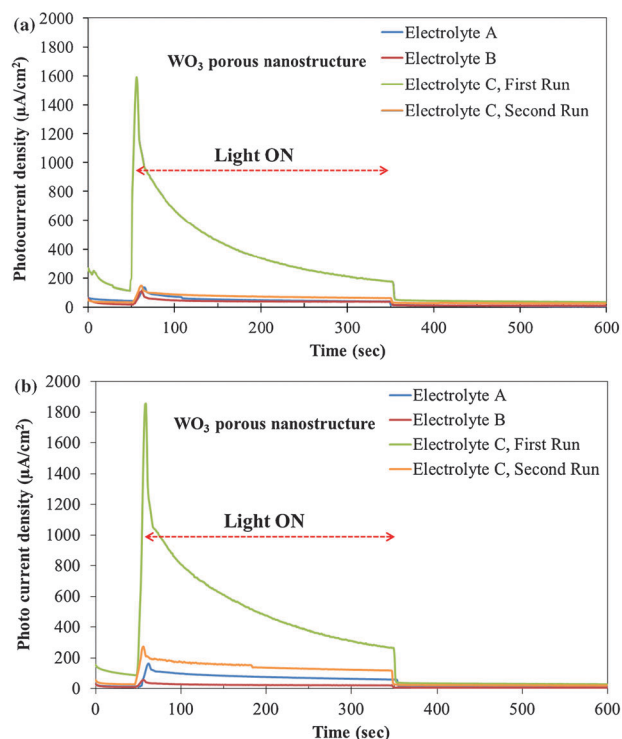 (a)
2000
1800
1600
1400
1200
1000
800
600
400
200
0
Photocurrent density (µA/cm²)
WO₃ porous nanostructure
Electrolyte A
Electrolyte B
Electrolyte C, First Run
Electrolyte C, Second Run
Light ON
0 100 200 300 400 500 600
Time (sec)
(b)
2000
1800
1600
1400
1200
1000
800
600
400
200
0
Photo current density (µA/cm²)
WO₃ porous nanostructure
Electrolyte A
Electrolyte B
Electrolyte C, First Run
Electrolyte C, Second Run
Light ON
0 100 200 300 400 500 600
Time (sec)